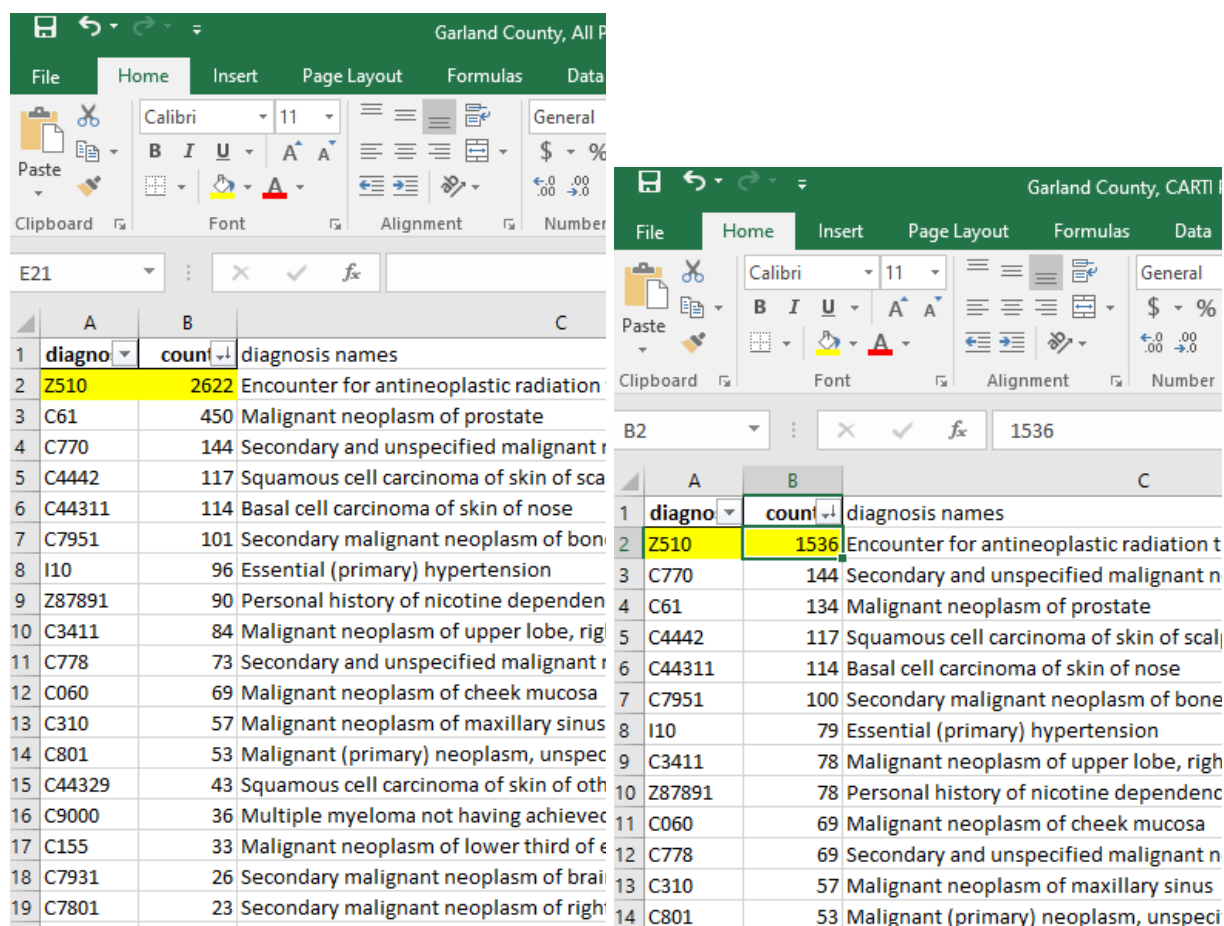 Garland County, All P
File Home Insert Page Layout Formulas Data
Calibri 11 General
B I U A A $ %
Paste
Clipboard Font Alignment Number
E21 fx
A B C
1 diagno count diagnosis names
2 Z510 2622 Encounter for antineoplastic radiation
3 C61 450 Malignant neoplasm of prostate
4 C770 144 Secondary and unspecified malignant
5 C4442 117 Squamous cell carcinoma of skin of sca
6 C44311 114 Basal cell carcinoma of skin of nose
7 C7951 101 Secondary malignant neoplasm of bon
8 I10 96 Essential (primary) hypertension
9 Z87891 90 Personal history of nicotine dependen
10 C3411 84 Malignant neoplasm of upper lobe, rig
11 C778 73 Secondary and unspecified malignant
12 C060 69 Malignant neoplasm of cheek mucosa
13 C310 57 Malignant neoplasm of maxillary sinus
14 C801 53 Malignant (primary) neoplasm, unspec
15 C44329 43 Squamous cell carcinoma of skin of oth
16 C9000 36 Multiple myeloma not having achieved
17 C155 33 Malignant neoplasm of lower third of e
18 C7931 26 Secondary malignant neoplasm of brai
19 C7801 23 Secondary malignant neoplasm of right
Garland County, CARTI
File Home Insert Page Layout Formulas Data
Calibri 11 General
B I U A A $ %
Paste
Clipboard Font Alignment Number
B2 fx 1536
A B C
1 diagno count diagnosis names
2 Z510 1536 Encounter for antineoplastic radiation t
3 C770 144 Secondary and unspecified malignant n
4 C61 134 Malignant neoplasm of prostate
5 C4442 117 Squamous cell carcinoma of skin of scal
6 C44311 114 Basal cell carcinoma of skin of nose
7 C7951 100 Secondary malignant neoplasm of bone
8 I10 79 Essential (primary) hypertension
9 C3411 78 Malignant neoplasm of upper lobe, righ
10 Z87891 78 Personal history of nicotine dependenc
11 C060 69 Malignant neoplasm of cheek mucosa
12 C778 69 Secondary and unspecified malignant n
13 C310 57 Malignant neoplasm of maxillary sinus
14 C801 53 Malignant (primary) neoplasm, unspeci